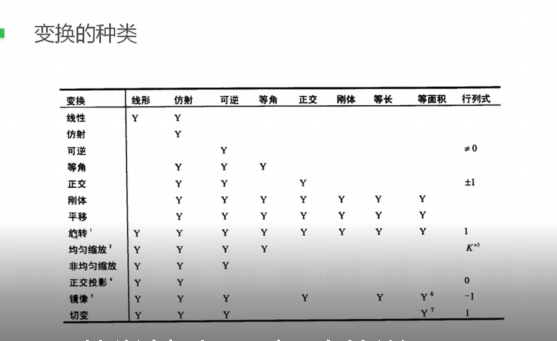 变换的种类
变换 线形 仿射 可逆 等角 正交 刚体 等长 等面积 行列式
线性 Y Y
仿射 Y
可逆 Y ≠0
等角 Y Y Y
正交 Y Y Y ±1
刚体 Y Y Y Y Y Y Y
平移 Y Y Y Y Y Y Y
旋转¹ Y Y Y Y Y Y Y Y 1
均匀缩放² Y Y Y Y K^n3
非均匀缩放 Y Y Y
正交投影⁴ Y Y 0
镜像⁵ Y Y Y Y Y Y⁶ -1
切变 Y Y Y Y⁷ 1